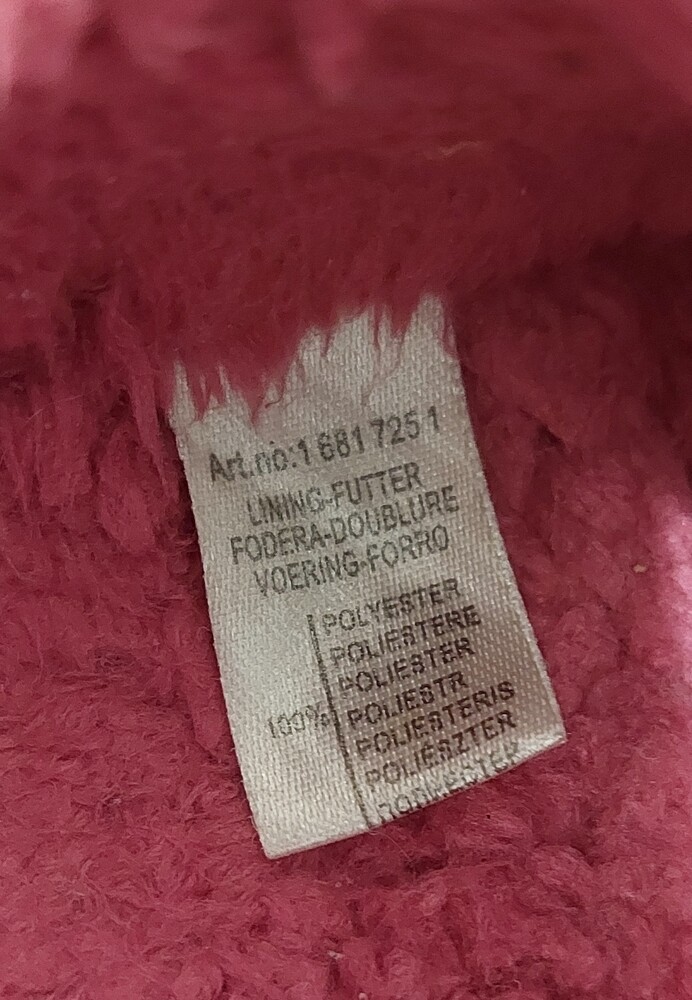 Art.no:1 681 725 1
LINING-FUTTER
FODERA-DOUBLURE
VOERING-FORRO
POLYESTER
POLIESTERE
POLIESTER
100% POLIESTR
POLIESTERIS
POLIÉSZTER